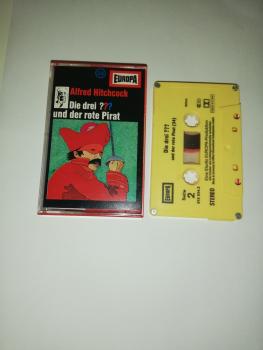 EUROPA
Alfred Hitchcock
Die drei ???
und der rote Pirat
Die drei ???
und der rote Pirat (34)
EUROPA
Seite
2
STEREO